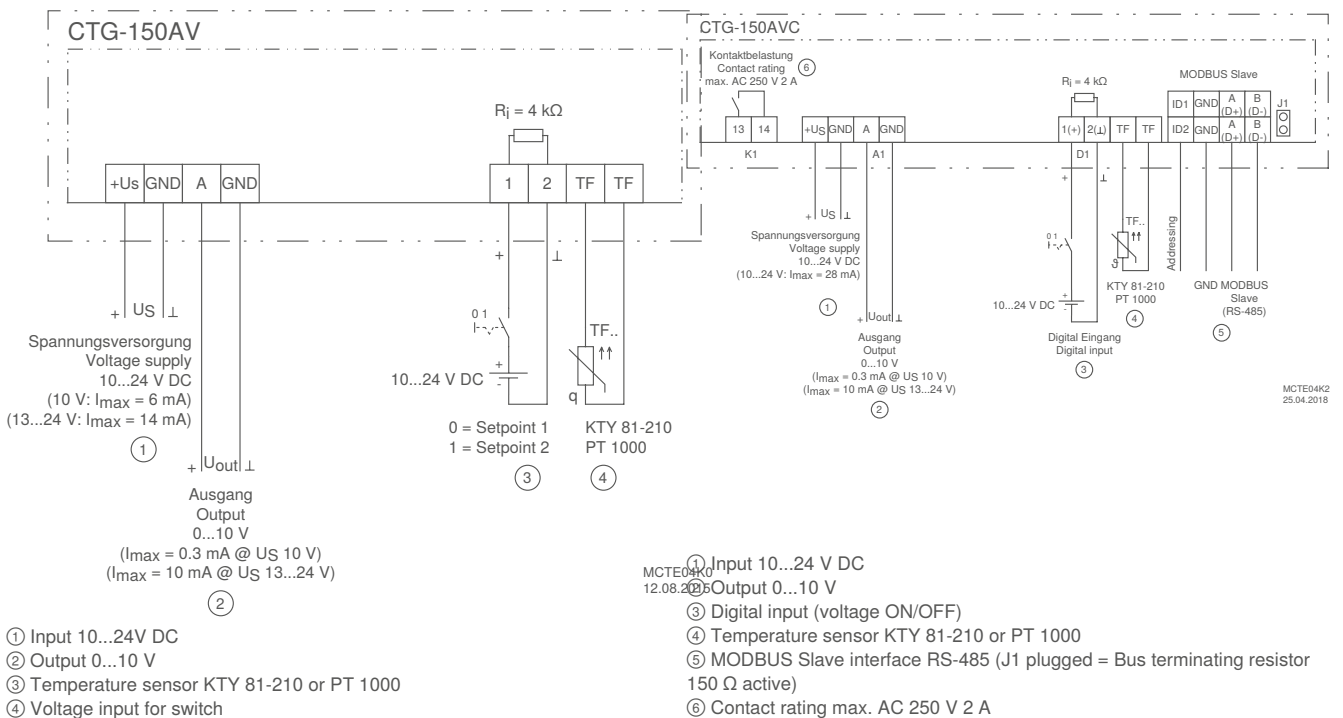 CTG-150AV
Ri = 4 kΩ
+Us GND A GND
1 2 TF TF
+ US ⊥
Spannungsversorgung
Voltage supply
10...24 V DC
(10 V: Imax = 6 mA)
(13...24 V: Imax = 14 mA)
1
+ Uout ⊥
Ausgang
Output
0...10 V
(Imax = 0.3 mA @ US 10 V)
(Imax = 10 mA @ US 13...24 V)
2
+ ⊥
0 1
+
10...24 V DC
-
0 = Setpoint 1
1 = Setpoint 2
3
TF..
q
KTY 81-210
PT 1000
4
MCTE04K0
12.08.2015
① Input 10...24V DC
② Output 0...10 V
③ Temperature sensor KTY 81-210 or PT 1000
④ Voltage input for switch
CTG-150AVC
Kontaktbelastung
Contact rating
max. AC 250 V 2 A
6
Ri = 4 kΩ
MODBUS Slave
ID1 GND A (D+) B (D-)
J1
13 14
+US GND A GND
1(+) 2(⊥) TF TF
ID2 GND A (D+) B (D-)
K1
A1
D1
+ US ⊥
Spannungsversorgung
Voltage supply
10...24 V DC
(10...24 V: Imax = 28 mA)
1
+ Uout ⊥
Ausgang
Output
0...10 V
(Imax = 0.3 mA @ US 10 V)
(Imax = 10 mA @ US 13...24 V)
2
+ ⊥
0 1
+
10...24 V DC
-
Digital Eingang
Digital input
3
TF..
ϑ
KTY 81-210
PT 1000
4
Addressing
GND MODBUS
Slave
(RS-485)
5
MCTE04K2
25.04.2018
① Input 10...24 V DC
② Output 0...10 V
③ Digital input (voltage ON/OFF)
④ Temperature sensor KTY 81-210 or PT 1000
⑤ MODBUS Slave interface RS-485 (J1 plugged = Bus terminating resistor
150 Ω active)
⑥ Contact rating max. AC 250 V 2 A